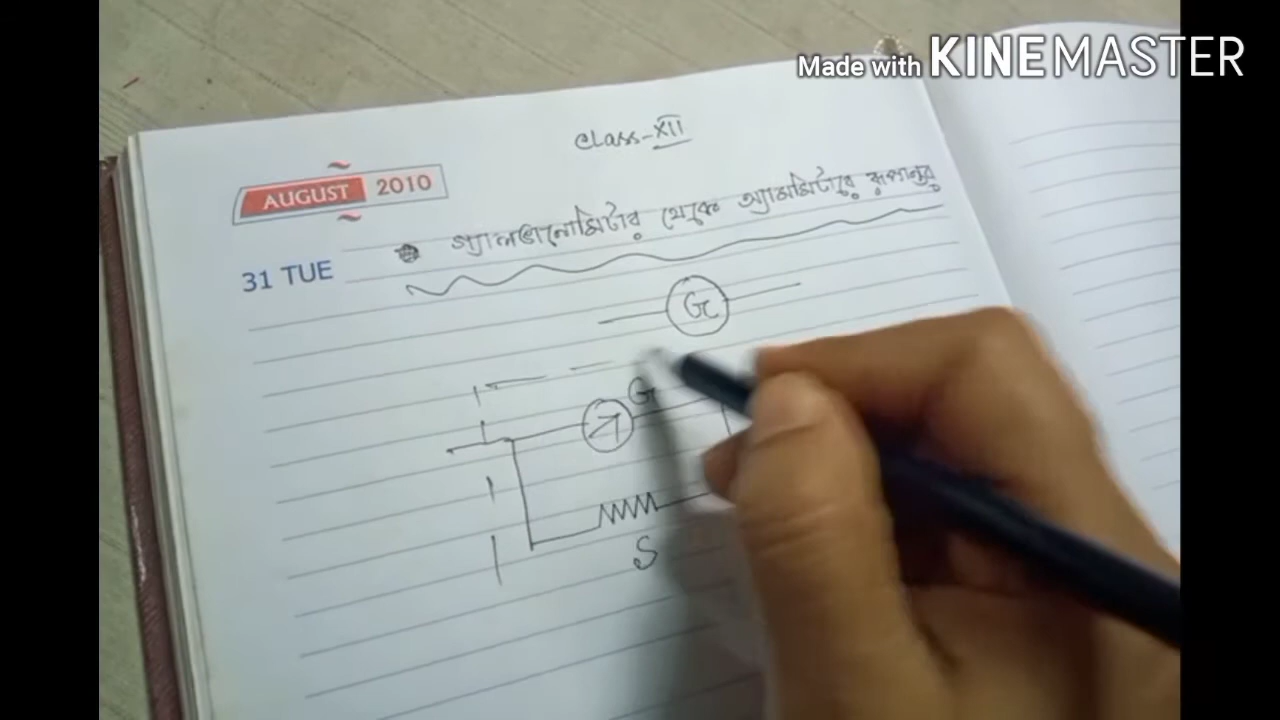 Made with KINEMASTER
Class-XII
AUGUST 2010
31 TUE
গ্যালভানোমিটার থেকে অ্যামমিটারে রূপান্তর
G
G
S